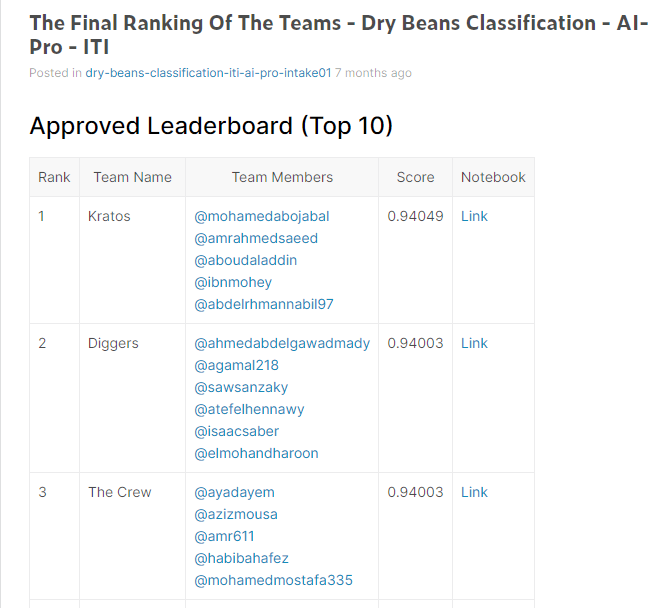 The Final Ranking Of The Teams - Dry Beans Classification - AI-
Pro - ITI
Posted in dry-beans-classification-iti-ai-pro-intake01 7 months ago
Approved Leaderboard (Top 10)
Rank Team Name Team Members Score Notebook
1 Kratos @mohamedabojabal 0.94049 Link
@amrahmedsaeed
@aboudaladdin
@ibnmohey
@abdelrhmannabil97
2 Diggers @ahmedabdelgawadmady 0.94003 Link
@agamal218
@sawsanzaky
@atefelhennawy
@isaacsaber
@elmohandharoon
3 The Crew @ayadayem 0.94003 Link
@azizmousa
@amr611
@habibahafez
@mohamedmostafa335